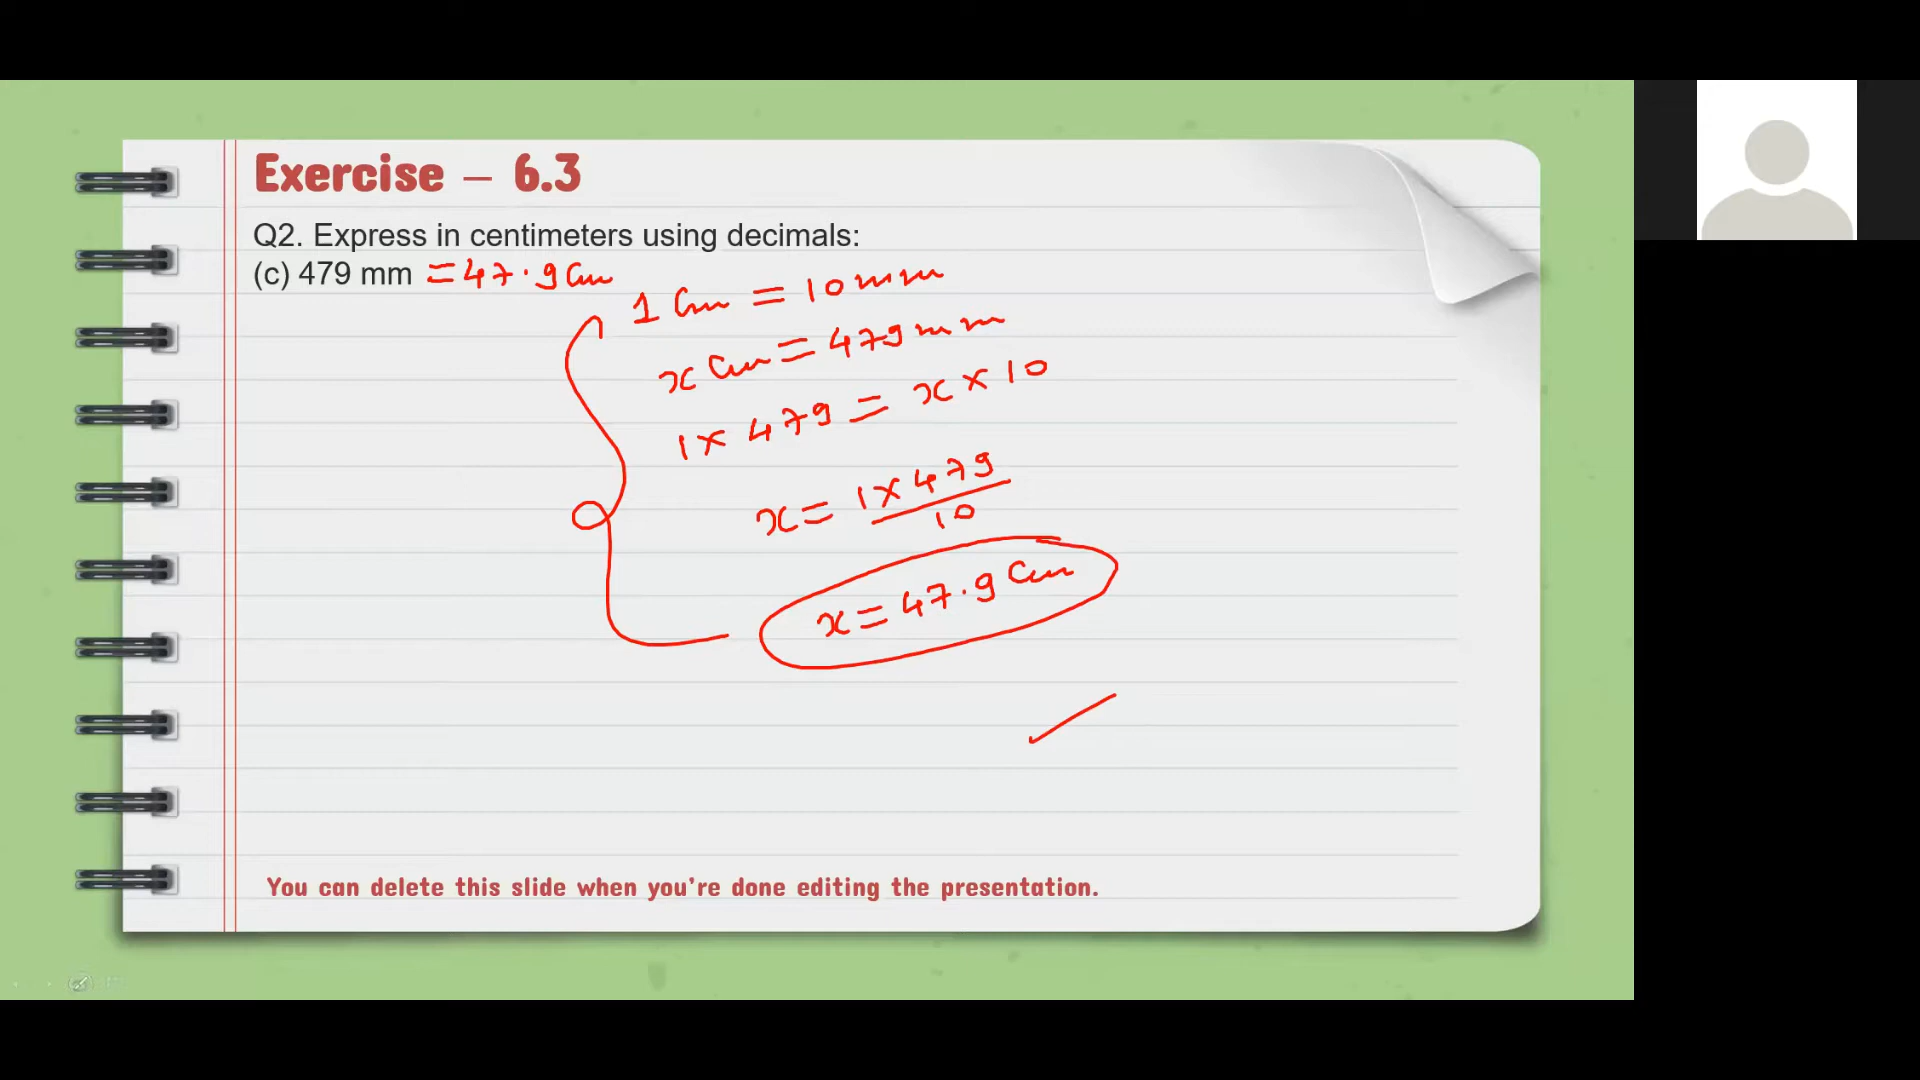 Exercise – 6.3
Q2. Express in centimeters using decimals:
(c) 479 mm = 47.9 Cm
1 Cm = 10 mm
x Cm = 479 mm
1 x 479 = x x 10
x = 1 x 479
10
x = 47.9 Cm
You can delete this slide when you're done editing the presentation.